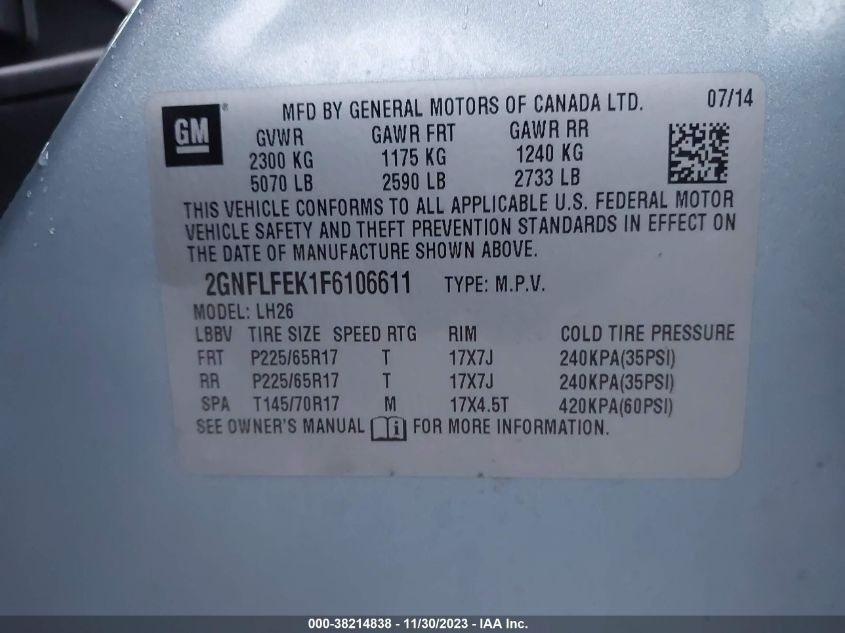 GM ® MFD BY GENERAL MOTORS OF CANADA LTD. 07/14
GVWR GAWR FRT GAWR RR
2300 KG 1175 KG 1240 KG
5070 LB 2590 LB 2733 LB
THIS VEHICLE CONFORMS TO ALL APPLICABLE U.S. FEDERAL MOTOR
VEHICLE SAFETY AND THEFT PREVENTION STANDARDS IN EFFECT ON
THE DATE OF MANUFACTURE SHOWN ABOVE.
2GNFLFEK1F6106611 TYPE: M.P.V.
MODEL: LH26
LBBV TIRE SIZE SPEED RTG RIM COLD TIRE PRESSURE
FRT P225/65R17 T 17X7J 240KPA(35PSI)
RR P225/65R17 T 17X7J 240KPA(35PSI)
SPA T145/70R17 M 17X4.5T 420KPA(60PSI)
SEE OWNER'S MANUAL i FOR MORE INFORMATION.
000-38214838 - 11/30/2023 - IAA Inc.